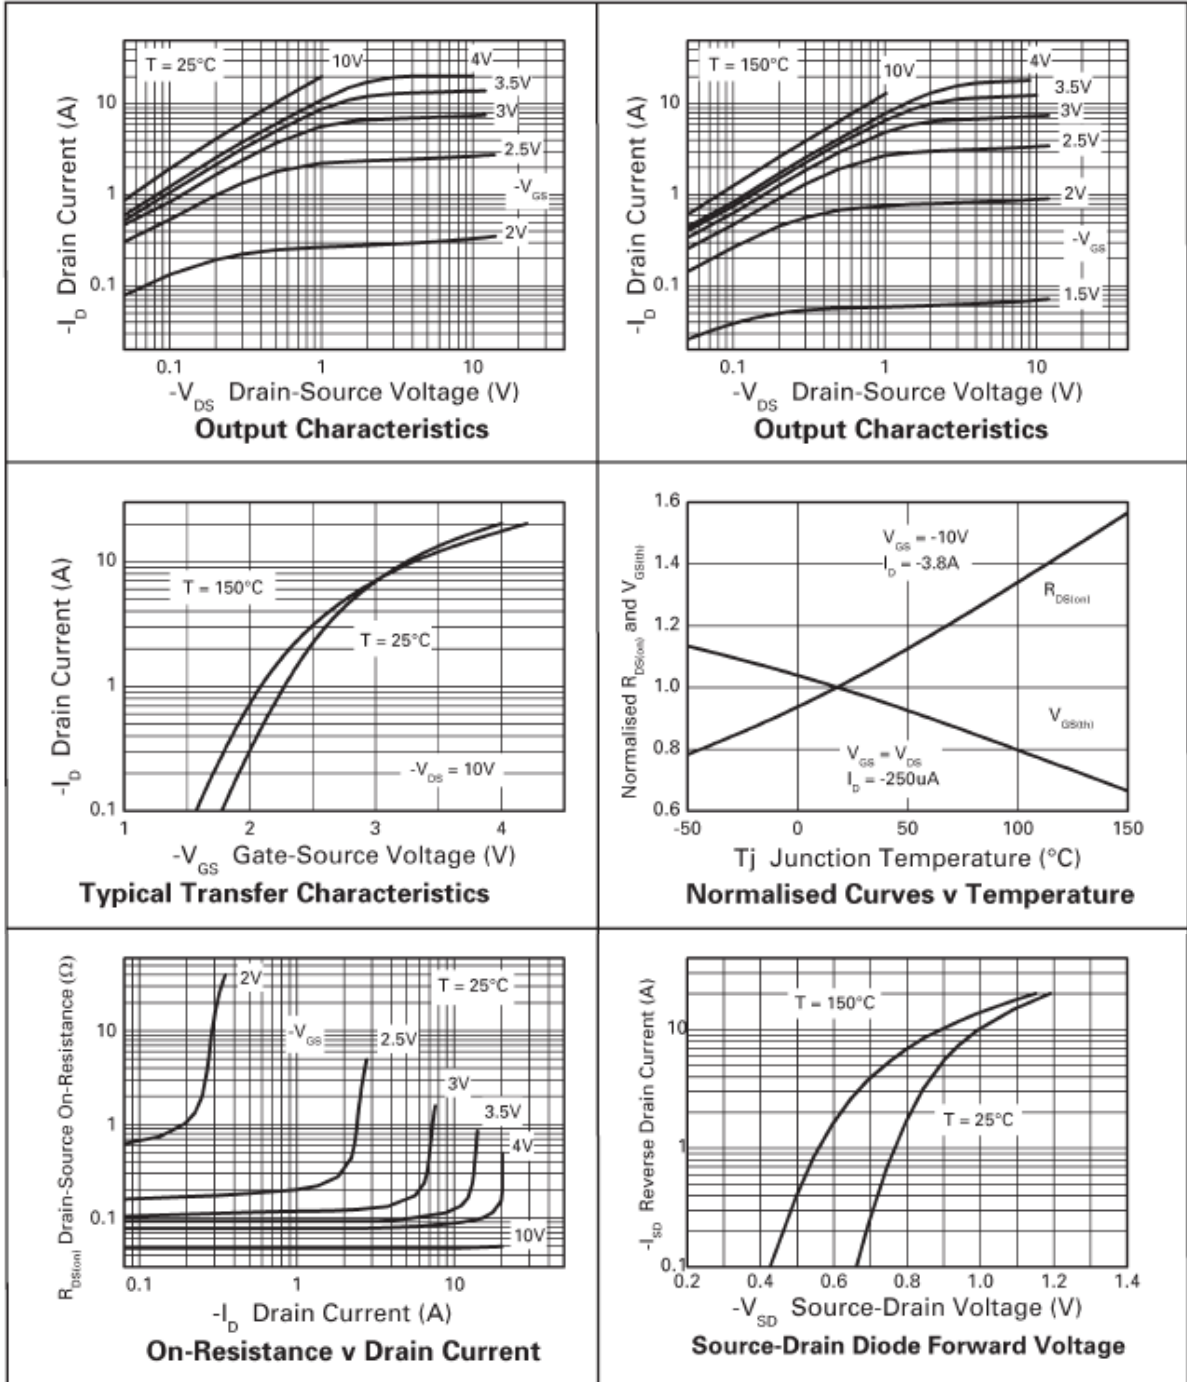 T = 25°C
10V
4V
3.5V
3V
2.5V
-VGS
2V
10
1
0.1
-ID Drain Current (A)
0.1
1
10
-VDS Drain-Source Voltage (V)
Output Characteristics
T = 150°C
10V
4V
3.5V
3V
2.5V
2V
-VGS
1.5V
10
1
0.1
-ID Drain Current (A)
0.1
1
10
-VDS Drain-Source Voltage (V)
Output Characteristics
10
1
0.1
-ID Drain Current (A)
T = 150°C
T = 25°C
-VDS = 10V
1
2
3
4
-VGS Gate-Source Voltage (V)
Typical Transfer Characteristics
1.6
1.4
1.2
1.0
0.8
0.6
Normalised RDS(on) and VGS(th)
VGS = -10V
ID = -3.8A
RDS(on)
VGS(th)
VGS = VDS
ID = -250uA
-50
0
50
100
150
Tj Junction Temperature (°C)
Normalised Curves v Temperature
10
1
0.1
RDS(on) Drain-Source On-Resistance (Ω)
2V
T = 25°C
-VGS
2.5V
3V
3.5V
4V
10V
0.1
1
10
-ID Drain Current (A)
On-Resistance v Drain Current
10
1
0.1
-ISD Reverse Drain Current (A)
T = 150°C
T = 25°C
0.2
0.4
0.6
0.8
1.0
1.2
1.4
-VSD Source-Drain Voltage (V)
Source-Drain Diode Forward Voltage